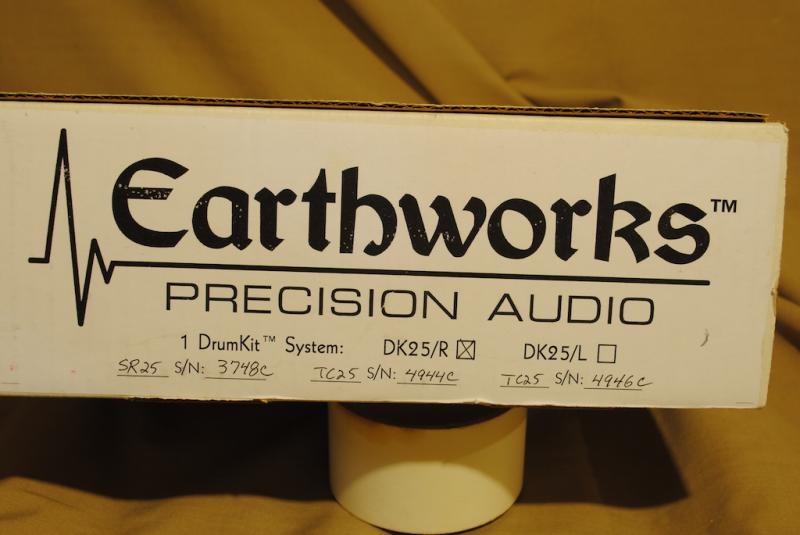 Earthworks™
PRECISION AUDIO
1 DrumKit™ System: DK25/R ☒ DK25/L ☐
SR25 S/N: 3748C TC25 S/N: 4944C TC25 S/N: 4946C